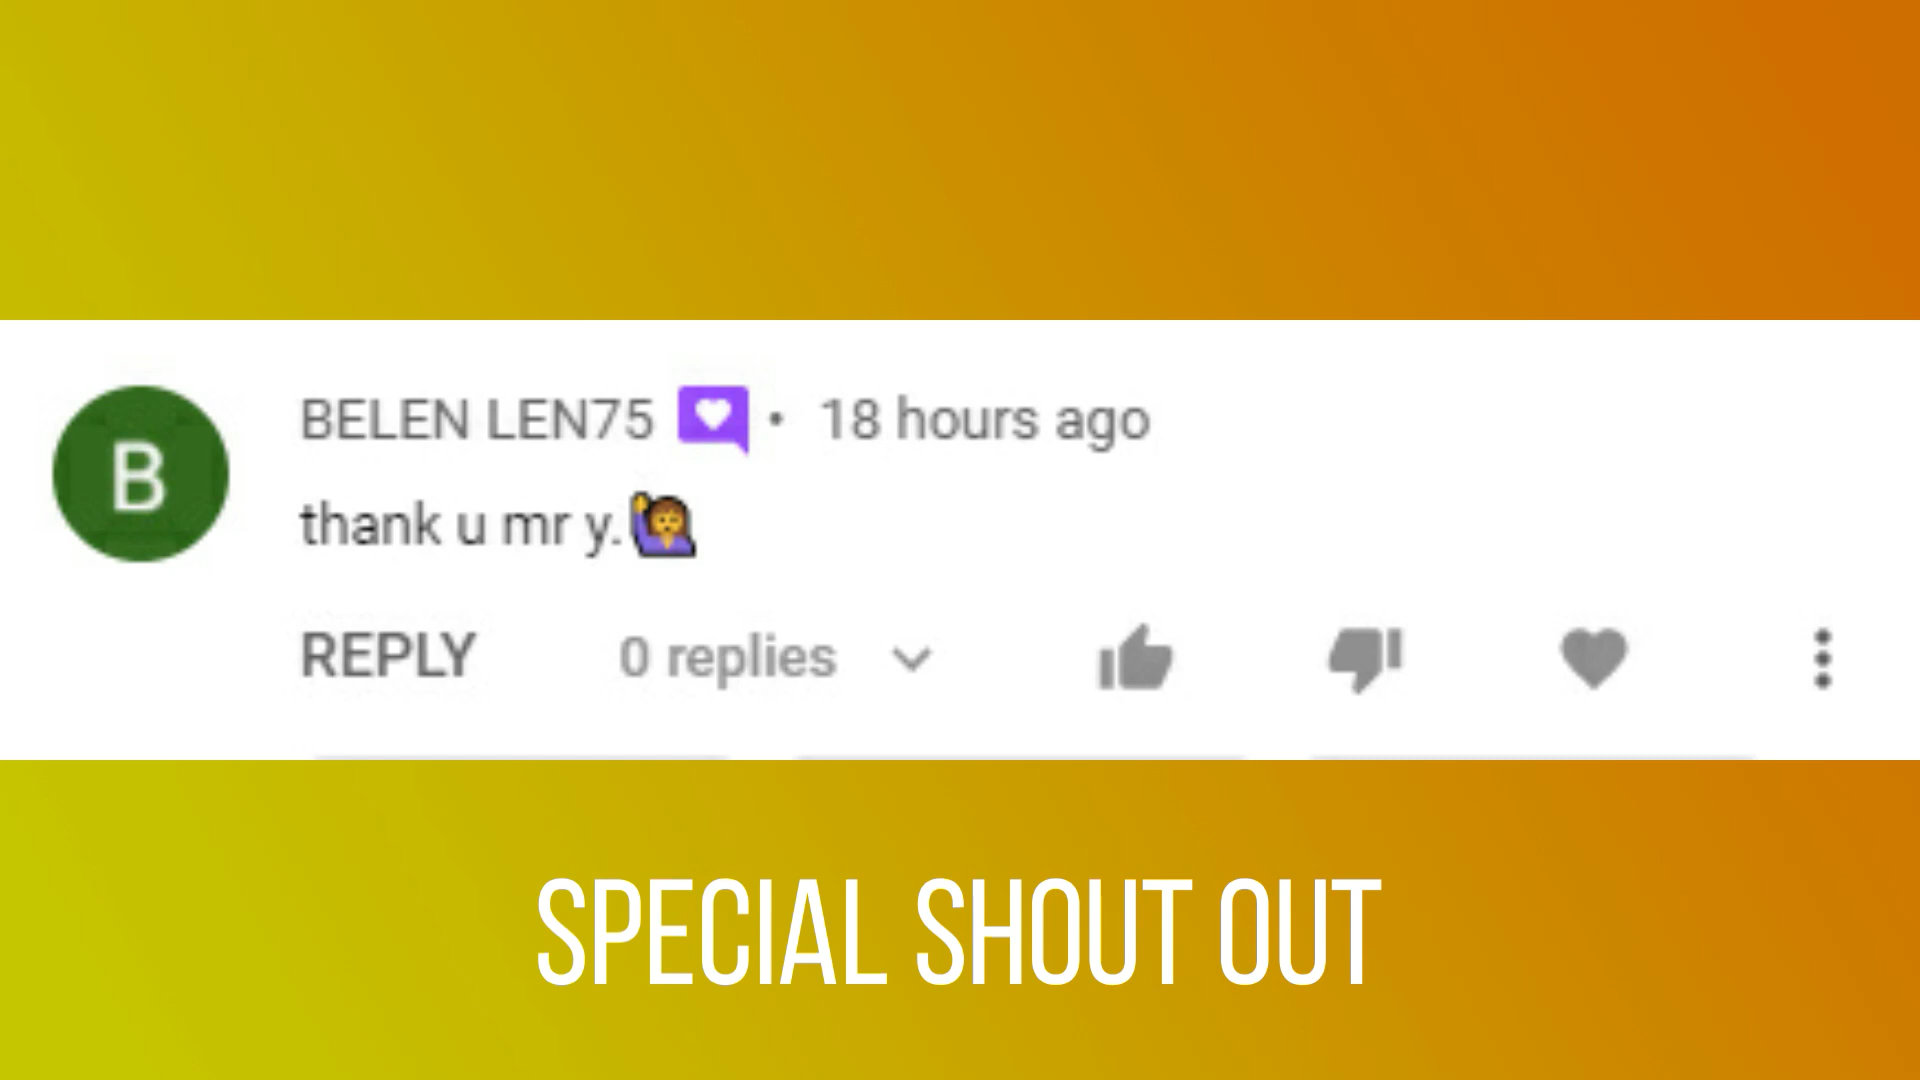 B
BELEN LEN75 • 18 hours ago
thank u mr y.🙋‍♀️
REPLY 0 replies
SPECIAL SHOUT OUT